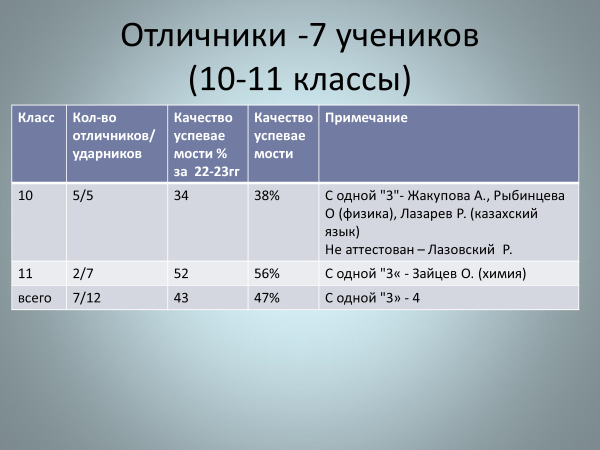 Отличники -7 учеников
(10-11 классы)
Класс
Кол-во
отличников/
ударников
Качество
успевае
мости %
за 22-23гг
Качество
успевае
мости
Примечание
10
5/5
34
38%
С одной "3"- Жакупова А., Рыбинцева
О (физика), Лазарев Р. (казахский
язык)
Не аттестован – Лазовский Р.
11
2/7
52
56%
С одной "3« - Зайцев О. (химия)
всего
7/12
43
47%
С одной "3» - 4